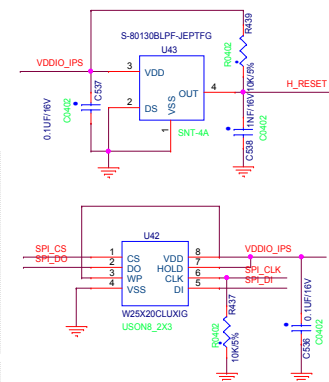 S-80130BLPF-JEPTFG
U43
R439
R0402
10K/5%
VDDIO_IPS
3
VDD
OUT
4
H_RESET
2
DS
VSS
1
SNT-4A
C537
0.1UF/16V
C0402
1NF/16V
C538
C0402
U42
SPI_CS
1
CS
VDD
8
VDDIO_IPS
SPI_DO
2
DO
HOLD
7
3
WP
CLK
6
SPI_CLK
4
VSS
DI
5
SPI_DI
W25X20CLUXIG
USON8_2X3
R437
R0402
10K/5%
0.1UF/16V
C536
C0402